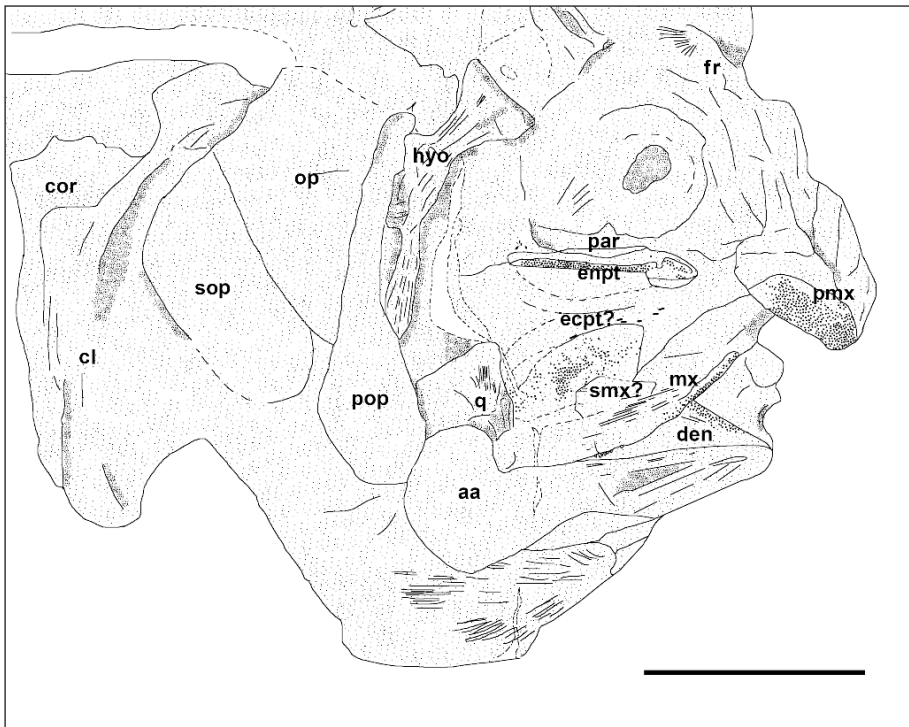 fr
hyo
op
cor
par
enpt
sop
pmx
ecpt?
cl
mx
smx?
pop
q
den
aa